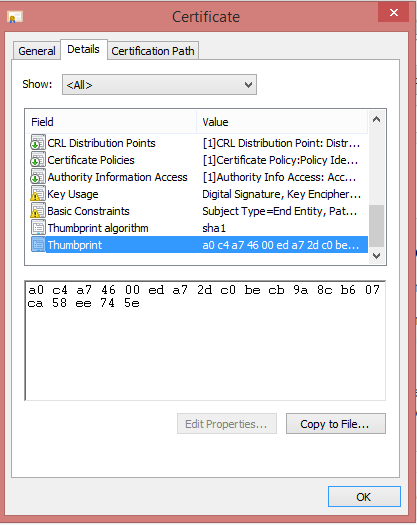 Certificate
General Details Certification Path
Show: <All>
Field Value
CRL Distribution Points [1]CRL Distribution Point: Distr...
Certificate Policies [1]Certificate Policy:Policy Ide...
Authority Information Access [1]Authority Info Access: Acc...
Key Usage Digital Signature, Key Encipher...
Basic Constraints Subject Type=End Entity, Pat...
Thumbprint algorithm sha1
Thumbprint a0 c4 a7 46 00 ed a7 2d c0 be...
a0 c4 a7 46 00 ed a7 2d c0 be cb 9a 8c b6 07
ca 58 ee 74 5e
Edit Properties... Copy to File...
OK